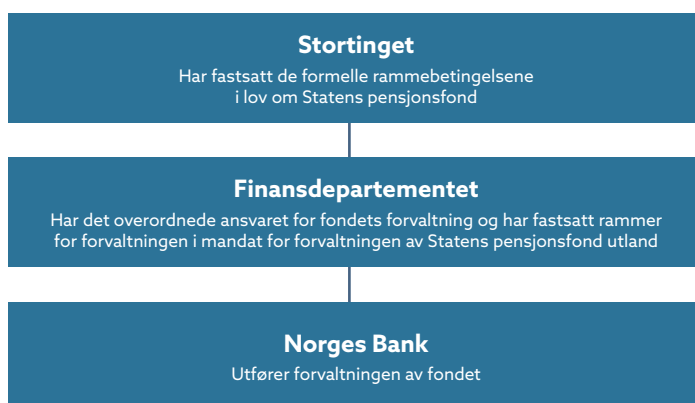 Stortinget
Har fastsatt de formelle rammebetingelsene
i lov om Statens pensjonsfond
Finansdepartementet
Har det overordnede ansvaret for fondets forvaltning og har fastsatt rammer
for forvaltningen i mandat for forvaltningen av Statens pensjonsfond utland
Norges Bank
Utfører forvaltningen av fondet